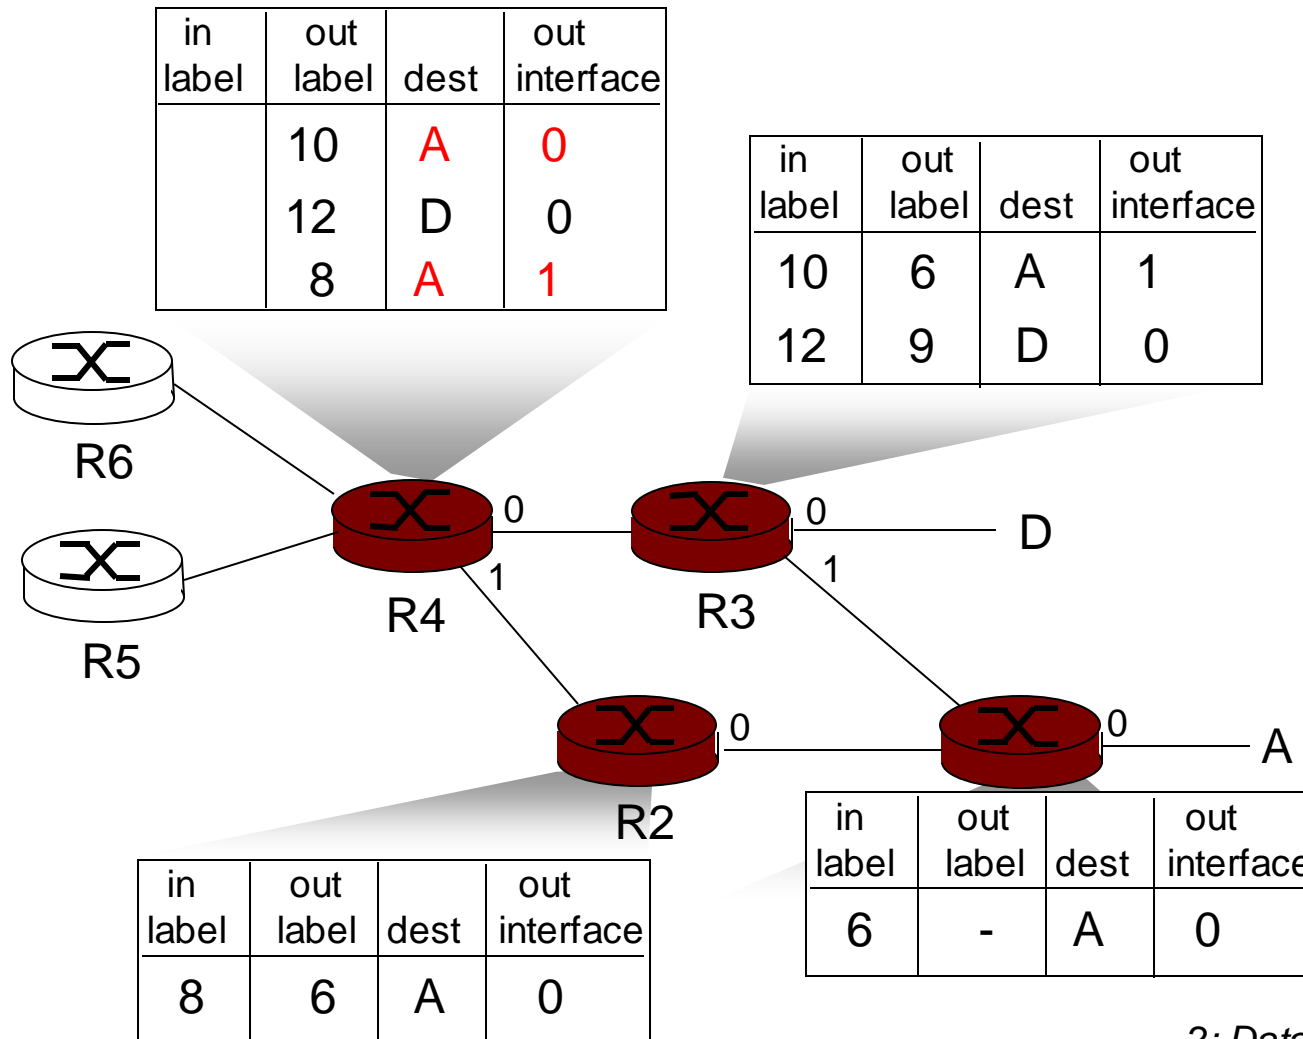 in out out
label label dest interface
10 A 0
12 D 0
8 A 1
in out out
label label dest interface
10 6 A 1
12 9 D 0
R6
R5
0
1
R4
0
1
R3
D
0
R2
0
A
in out out
label label dest interface
6 - A 0
in out out
label label dest interface
8 6 A 0